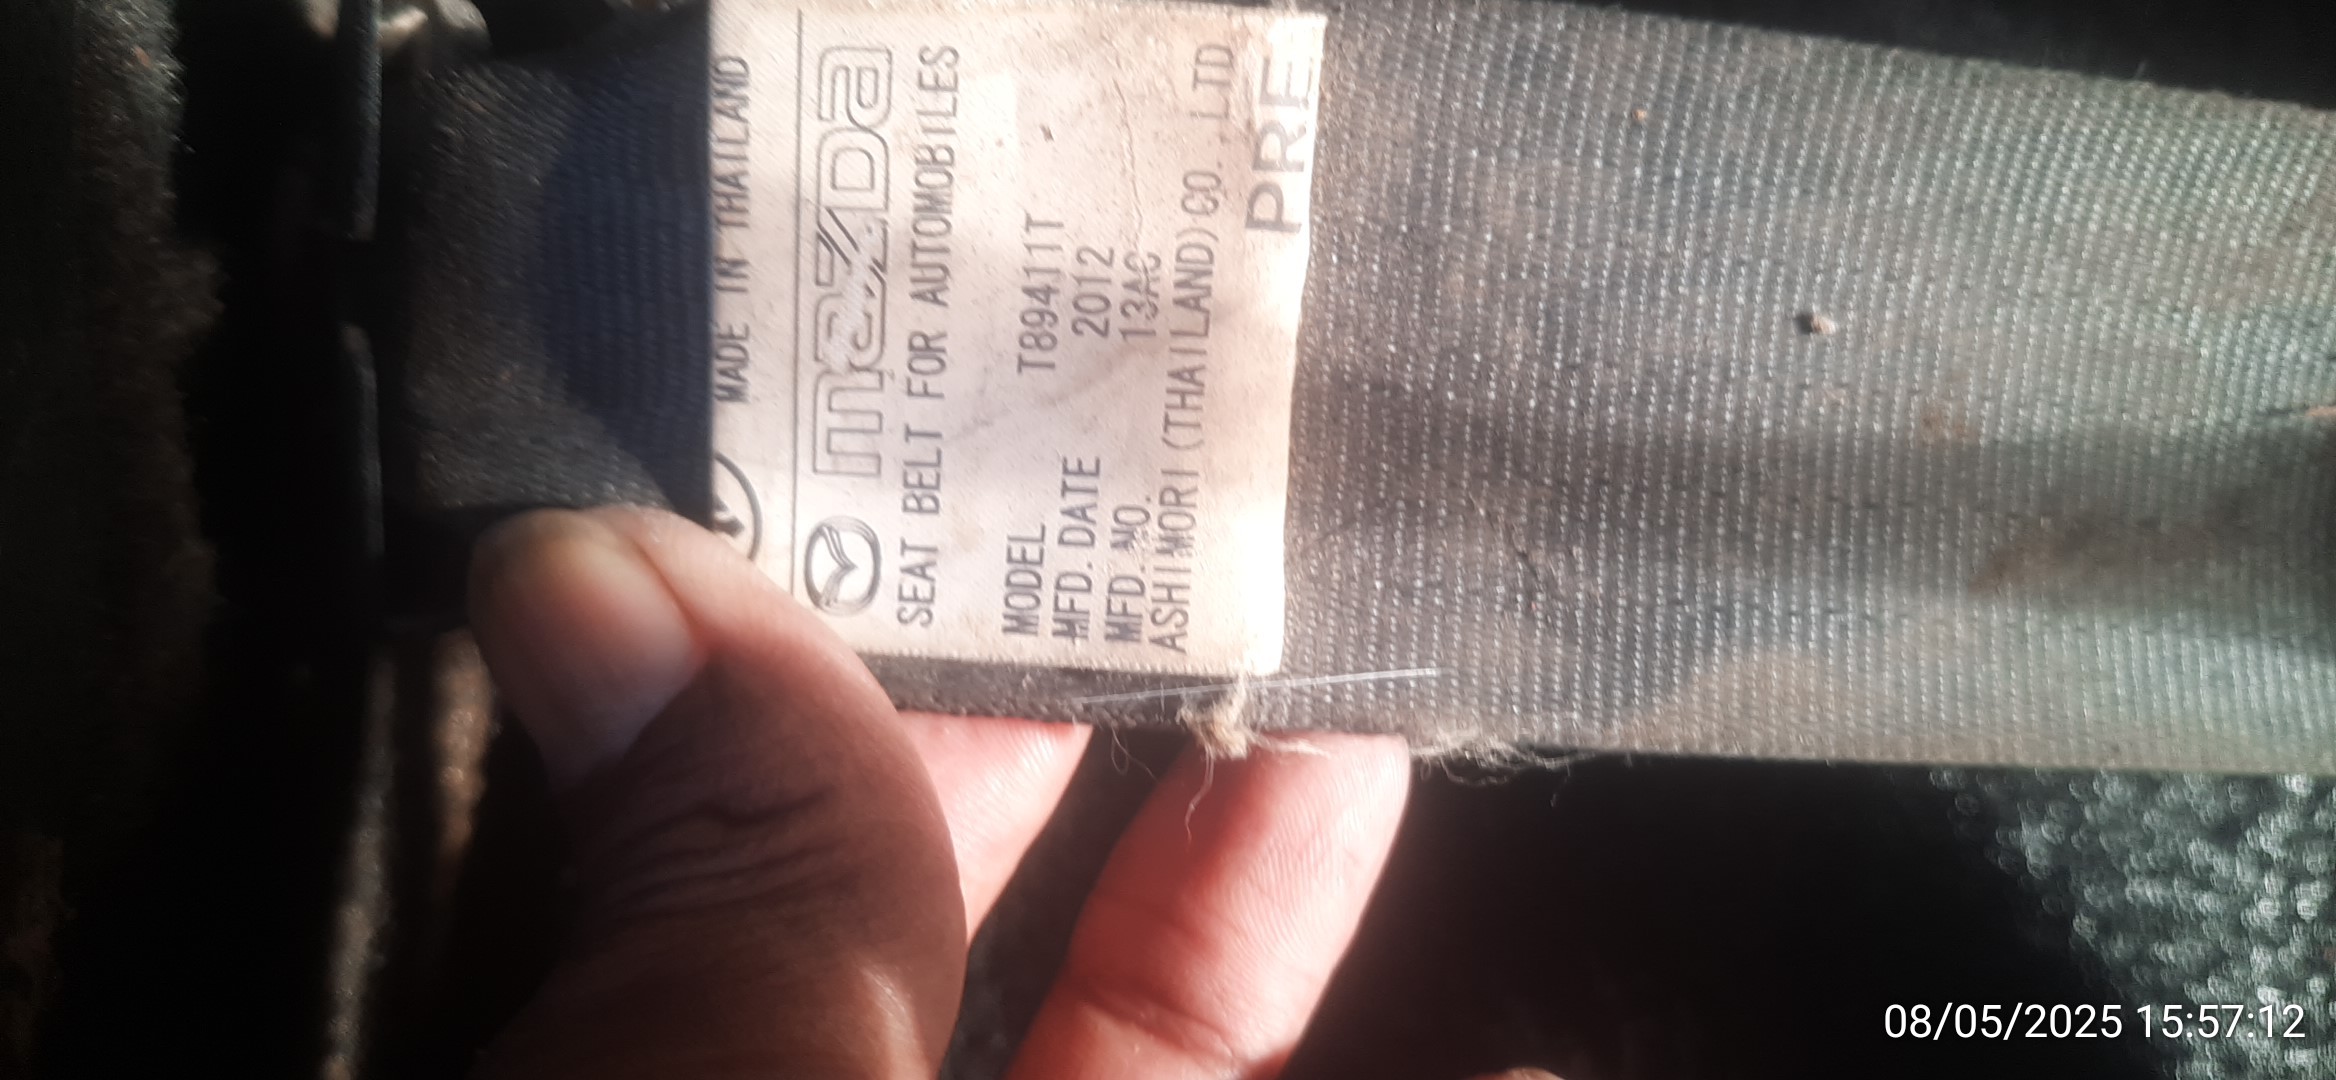 MADE IN THAILAND
mazda
SEAT BELT FOR AUTOMOBILES
MODEL T89411T
MFD. DATE 2012
MFD. NO. 13AC
ASHIMORI (THAILAND) CO., LTD
PRE
08/05/2025 15:57:12